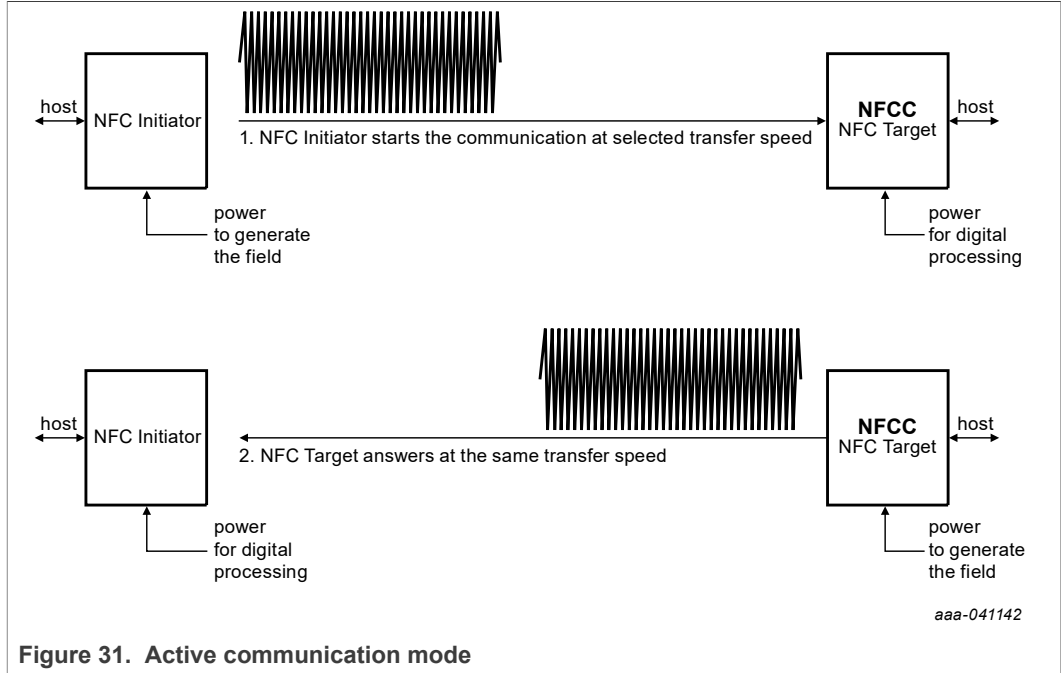 host
NFC Initiator
1. NFC Initiator starts the communication at selected transfer speed
NFCC
NFC Target
host
power
to generate
the field
power
for digital
processing
host
NFC Initiator
2. NFC Target answers at the same transfer speed
NFCC
NFC Target
host
power
for digital
processing
power
to generate
the field
aaa-041142
Figure 31. Active communication mode